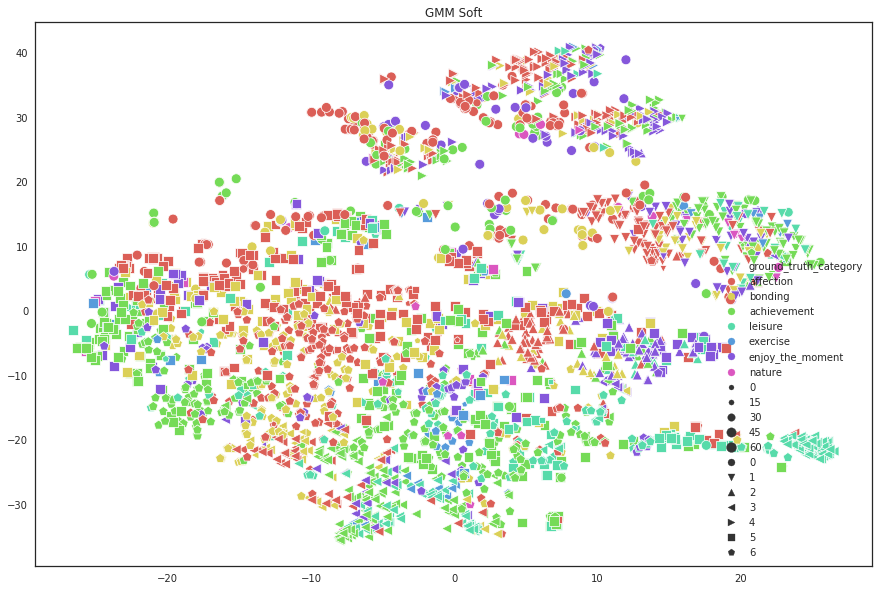 GMM Soft
40
30
20
10
0
−10
−20
−30
−20
−10
0
10
20
ground_truth_category
affection
bonding
achievement
leisure
exercise
enjoy_the_moment
nature
0
15
30
45
60
0
1
2
3
4
5
6